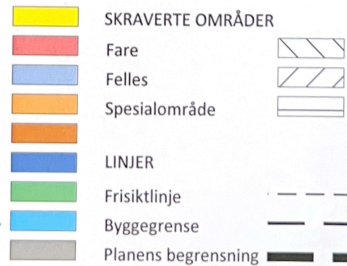 SKRAVERTE OMRÅDER
Fare
Felles
Spesialområde
LINJER
Frisiktlinje
Byggegrense
Planens begrensning